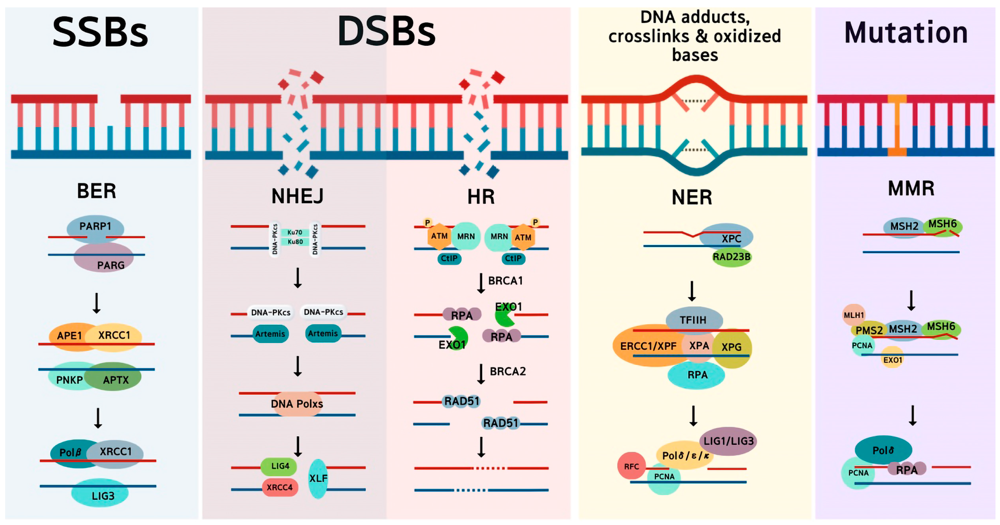 SSBs
BER
PARP1
PARG
APE1
XRCC1
PNKP
APTX
Polβ
XRCC1
LIG3
DSBs
NHEJ
DNA-PKcs
Ku70
Ku80
DNA-PKcs
DNA-PKcs
DNA-PKcs
Artemis
Artemis
DNA Polxs
LIG4
XRCC4
XLF
HR
P
ATM
MRN
MRN
ATM
P
CtIP
CtIP
BRCA1
RPA
EXO1
EXO1
RPA
BRCA2
RAD51
RAD51
DNA adducts,
crosslinks & oxidized
bases
NER
XPC
RAD23B
TFIIH
ERCC1/XPF
XPA
XPG
RPA
LIG1/LIG3
Polδ/ε/κ
RFC
PCNA
Mutation
MMR
MSH2
MSH6
MLH1
PMS2
MSH2
MSH6
PCNA
EXO1
Polδ
PCNA
RPA